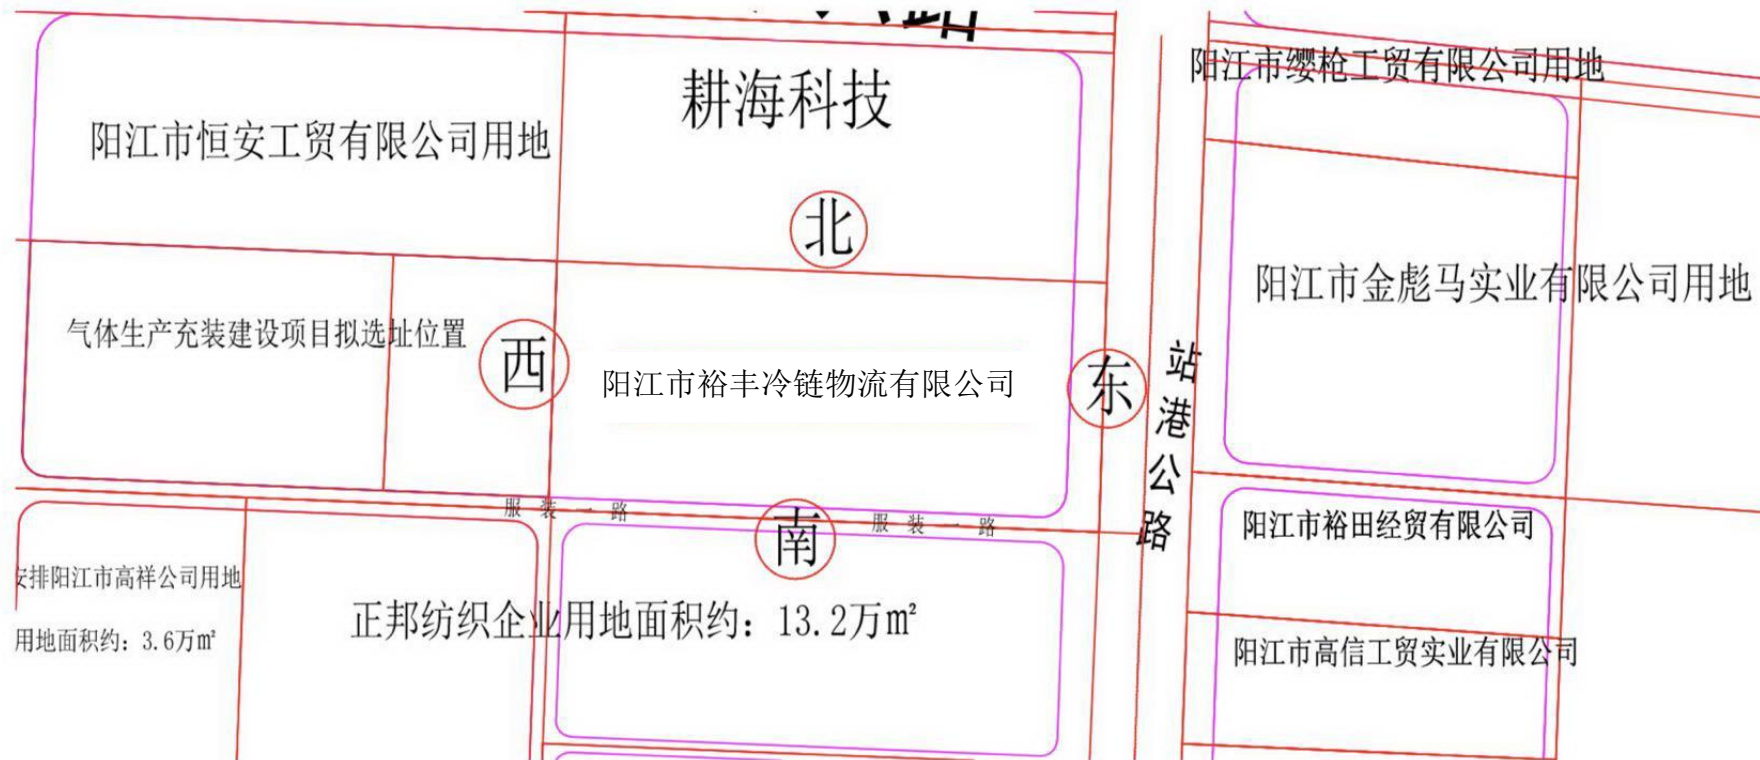 路
阳江市缨枪工贸有限公司用地
耕海科技
阳江市恒安工贸有限公司用地
北
阳江市金彪马实业有限公司用地
气体生产充装建设项目拟选址位置
西
阳江市裕丰冷链物流有限公司
东
站港公路
服装一路
南
服装一路
阳江市裕田经贸有限公司
安排阳江市高祥公司用地
用地面积约：3.6万㎡
正邦纺织企业用地面积约：13.2万㎡
阳江市高信工贸实业有限公司